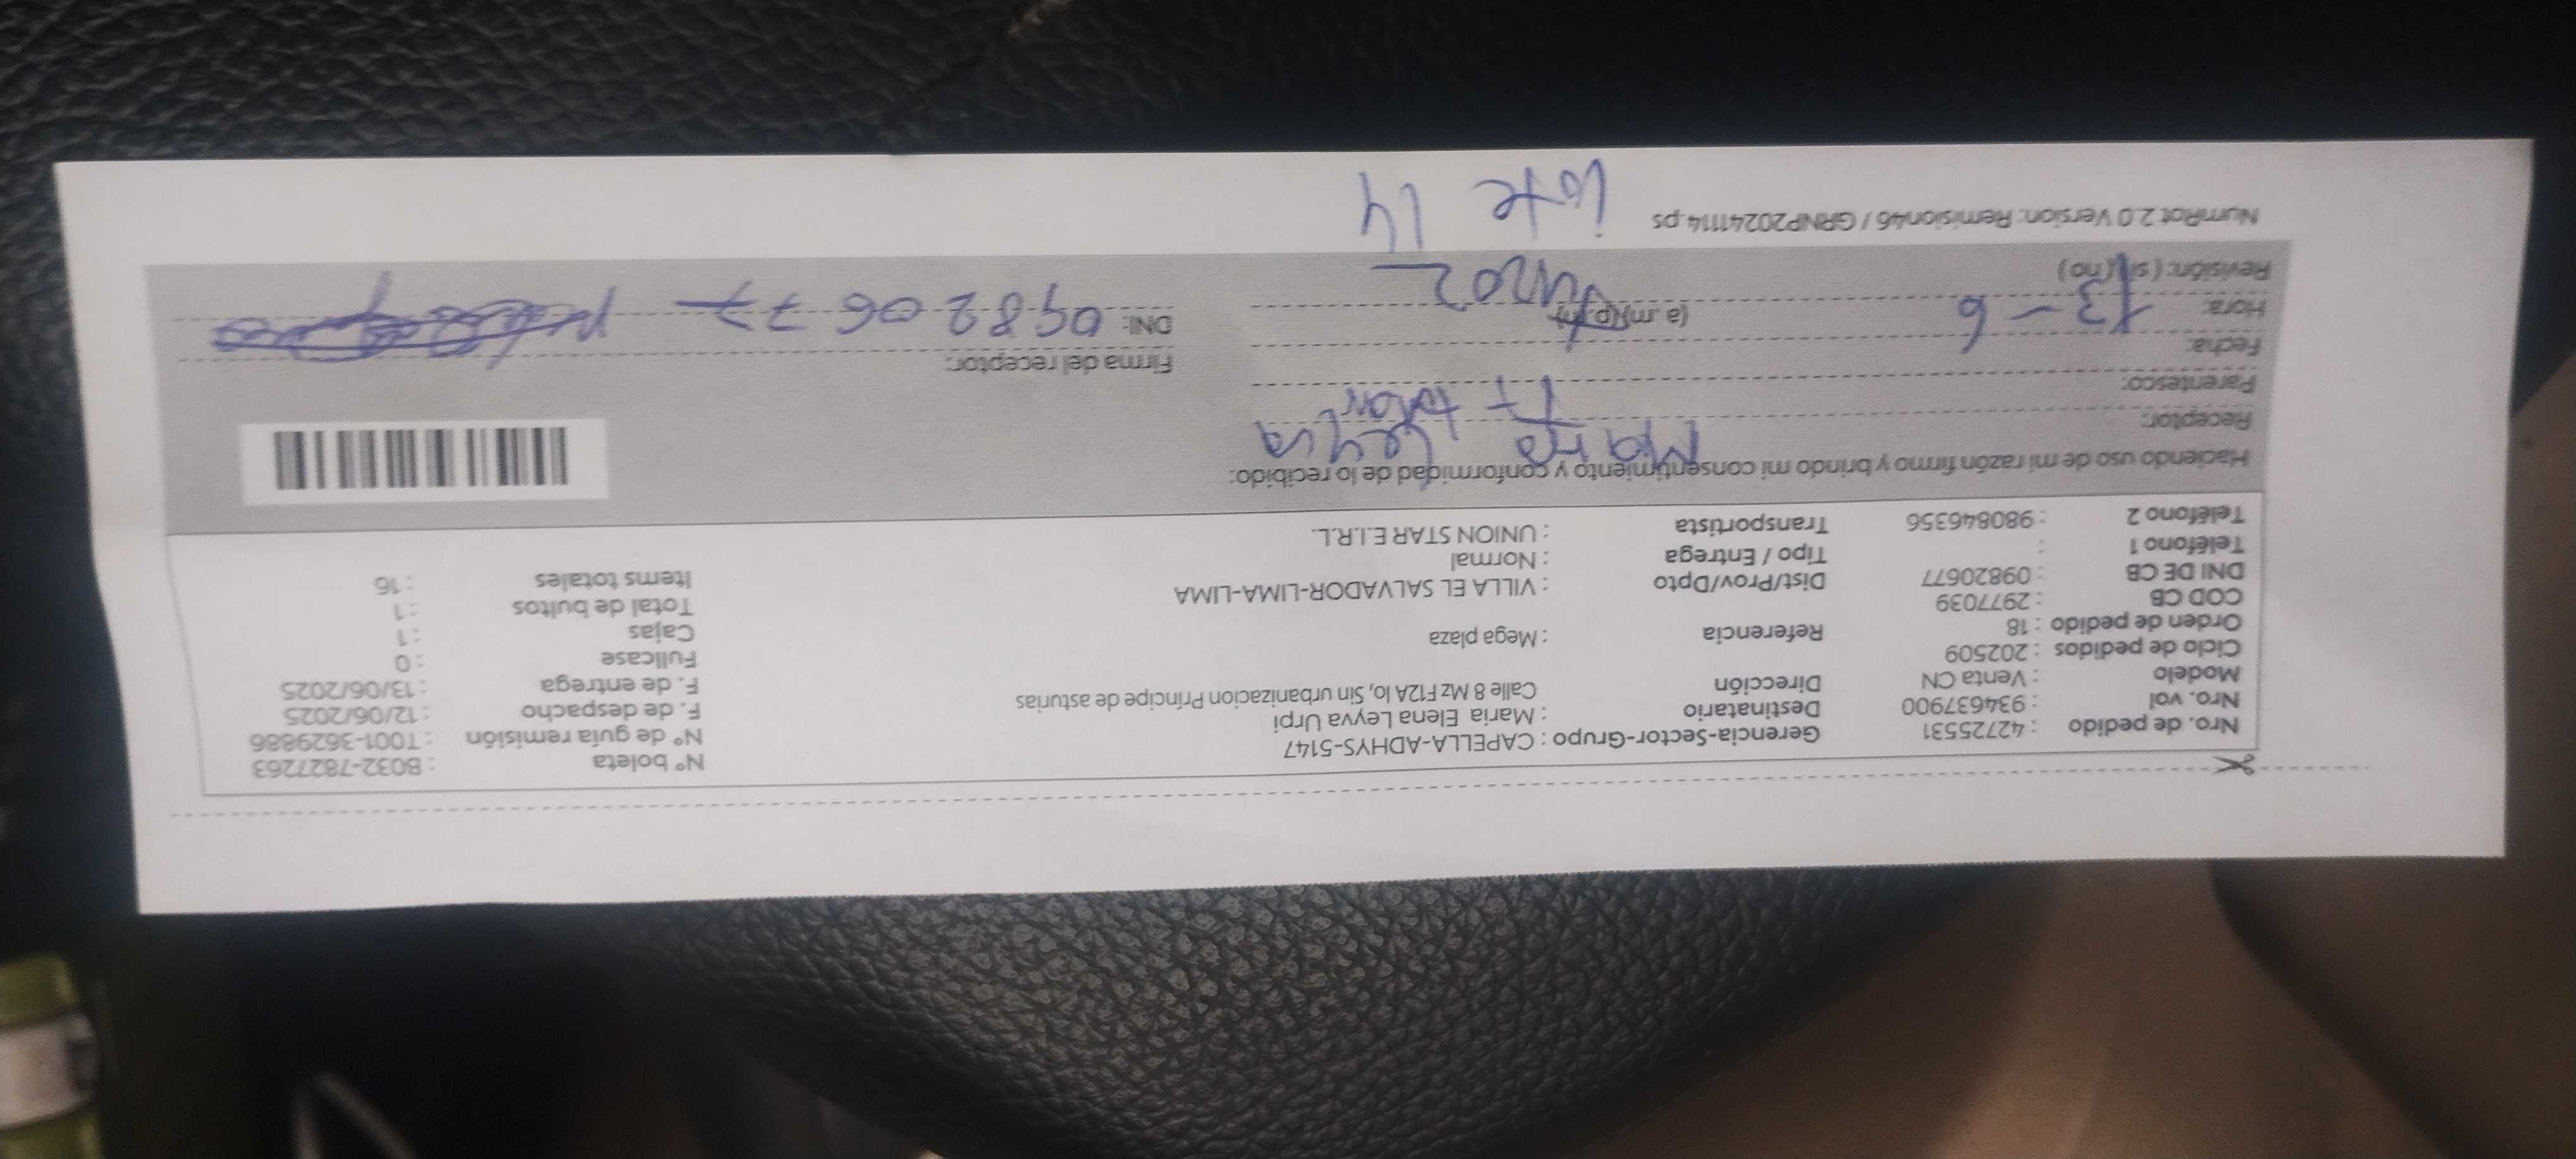 Nro. de pedido : 42725531 Gerencia-Sector-Grupo : CAPELLA-ADHYS-5147 N° boleta : B032-7827263
Nro. vol : 934637900 Destinatario : Maria Elena Leyva Urpi N° de guía remisión : T001-3629886
Modelo : Venta CN Dirección Calle 8 Mz F12A lo, Sin urbanizacion Príncipe de asturias F. de despacho : 12/06/2025
Ciclo de pedidos : 202509 F. de entrega : 13/06/2025
Orden de pedido : 18 Referencia : Mega plaza Fullcase : 0
COD CB : 2977039 Cajas : 1
DNI DE CB : 09820677 Dist/Prov/Dpto : VILLA EL SALVADOR-LIMA-LIMA Total de bultos : 1
Teléfono 1 : Tipo / Entrega : Normal Items totales : 16
Teléfono 2 : 980846356 Transportista : UNION STAR E.I.R.L.
Haciendo uso de mi razón firmo y brindo mi consentimiento y conformidad de lo recibido:
Receptor: Maria Leyva
Parentesco:
Fecha: 13-6
Hora: (a.m)(p.m)
Revisión: ( si )( no )
Firma del receptor:
DNI: 09820677
NumRot 2.0 Version: Remision46 / GRNP20241114.ps
lote 14